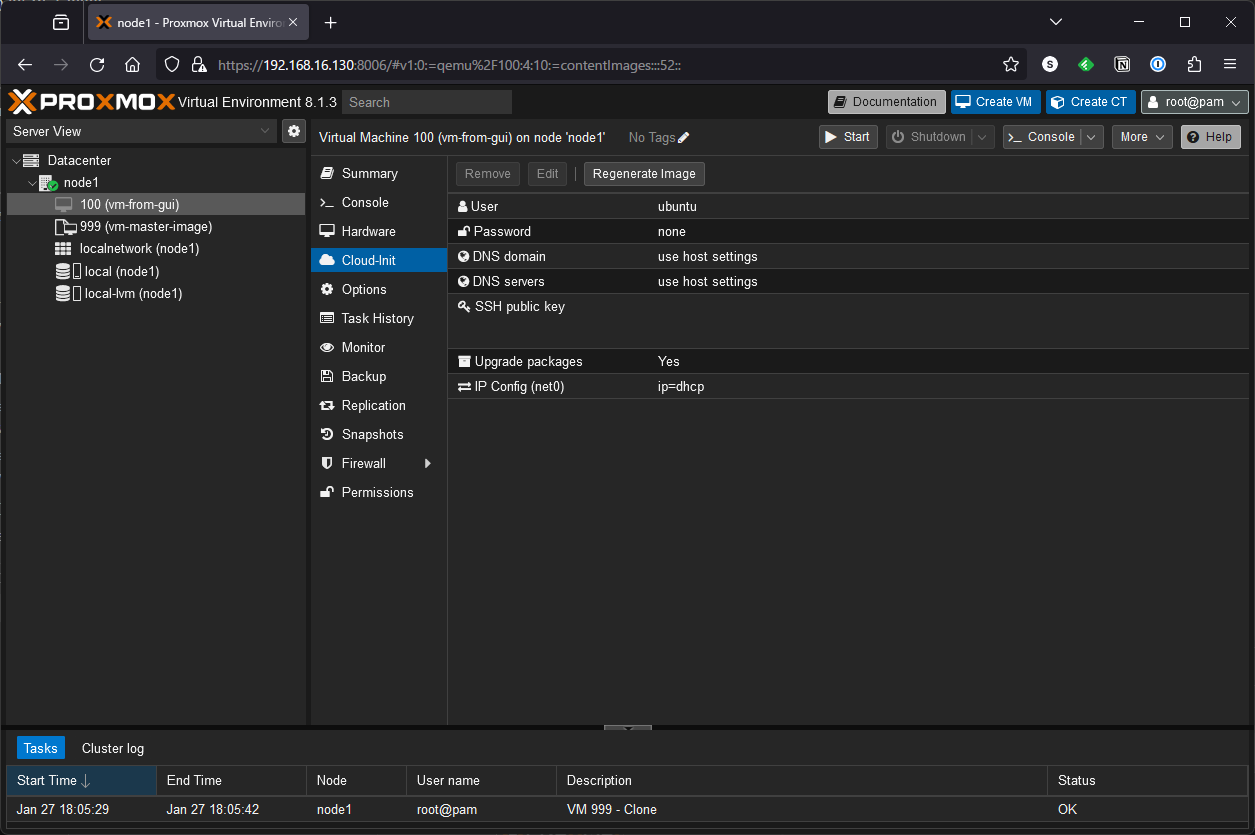 node1 - Proxmox Virtual Enviro
https://192.168.16.130:8006/#v1:0:=qemu%2F100:4:10:=contentImages:::52::
PROXMOX Virtual Environment 8.1.3 Search Documentation Create VM Create CT root@pam
Server View
Virtual Machine 100 (vm-from-gui) on node 'node1' No Tags Start Shutdown Console More Help
Datacenter
node1
100 (vm-from-gui)
999 (vm-master-image)
localnetwork (node1)
local (node1)
local-lvm (node1)
Summary
Console
Hardware
Cloud-Init
Options
Task History
Monitor
Backup
Replication
Snapshots
Firewall
Permissions
Remove Edit Regenerate Image
User ubuntu
Password none
DNS domain use host settings
DNS servers use host settings
SSH public key
Upgrade packages Yes
IP Config (net0) ip=dhcp
Tasks Cluster log
Start Time End Time Node User name Description Status
Jan 27 18:05:29 Jan 27 18:05:42 node1 root@pam VM 999 - Clone OK